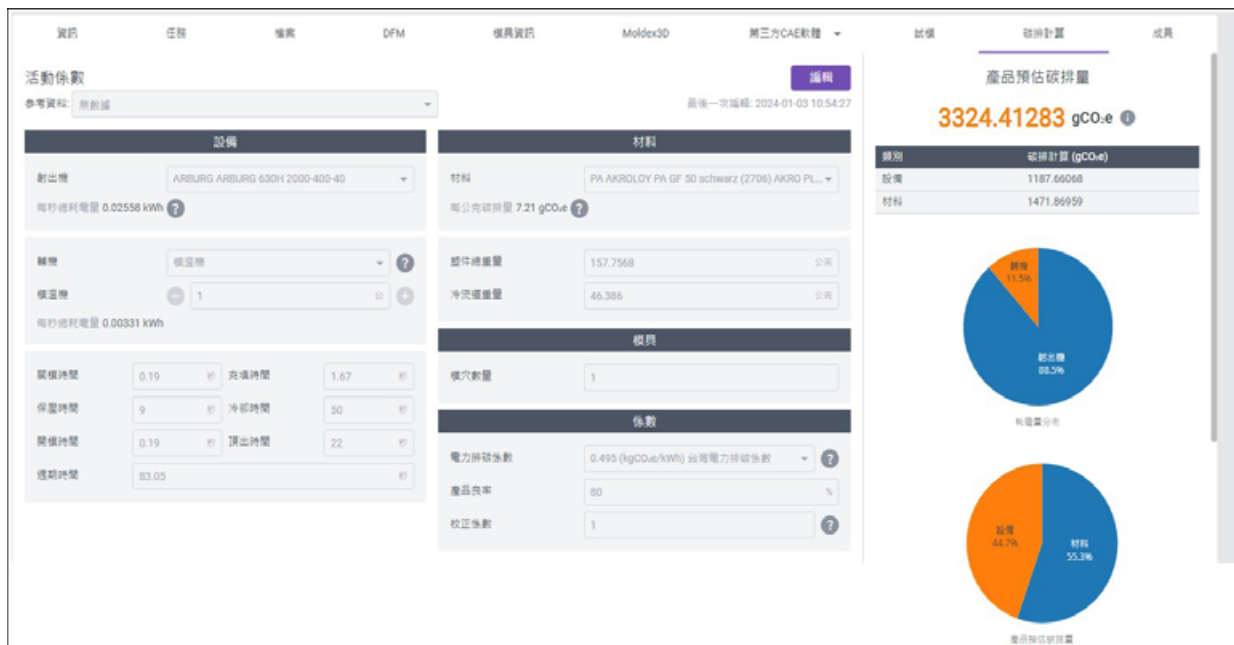 資訊 任務 檔案 DFM 模具資訊 Moldex3D 第三方CAE軟體 試模 碳排計算 成員
活動係數
編輯
參考資料: 無數據
最後一次編輯: 2024-01-03 10:54:27
設備
射出機 ARBURG ARBURG 630H 2000-400-40
每秒總耗電量 0.02558 kWh
輔機 模溫機
模溫機 1 台
每秒總耗電量 0.00331 kWh
關模時間 0.19 秒 充填時間 1.67 秒
保壓時間 9 秒 冷卻時間 50 秒
開模時間 0.19 秒 頂出時間 22 秒
週期時間 83.05 秒
材料
材料 PA AKROLOY PA GF 50 schwarz (2706) AKRO PL...
每公克碳排量 7.21 gCO₂e
塑件總重量 157.7568 公克
冷流道重量 46.386 公克
模具
模穴數量 1
係數
電力排碳係數 0.495 (kgCO₂e/kWh) 台灣電力排碳係數
產品良率 80 %
校正係數 1
產品預估碳排量
3324.41283 gCO₂e
類別 碳排計算 (gCO₂e)
設備 1187.66068
材料 1471.86959
輔機
11.5%
射出機
88.5%
耗電量分布
設備
44.7%
材料
55.3%
產品預估碳排量